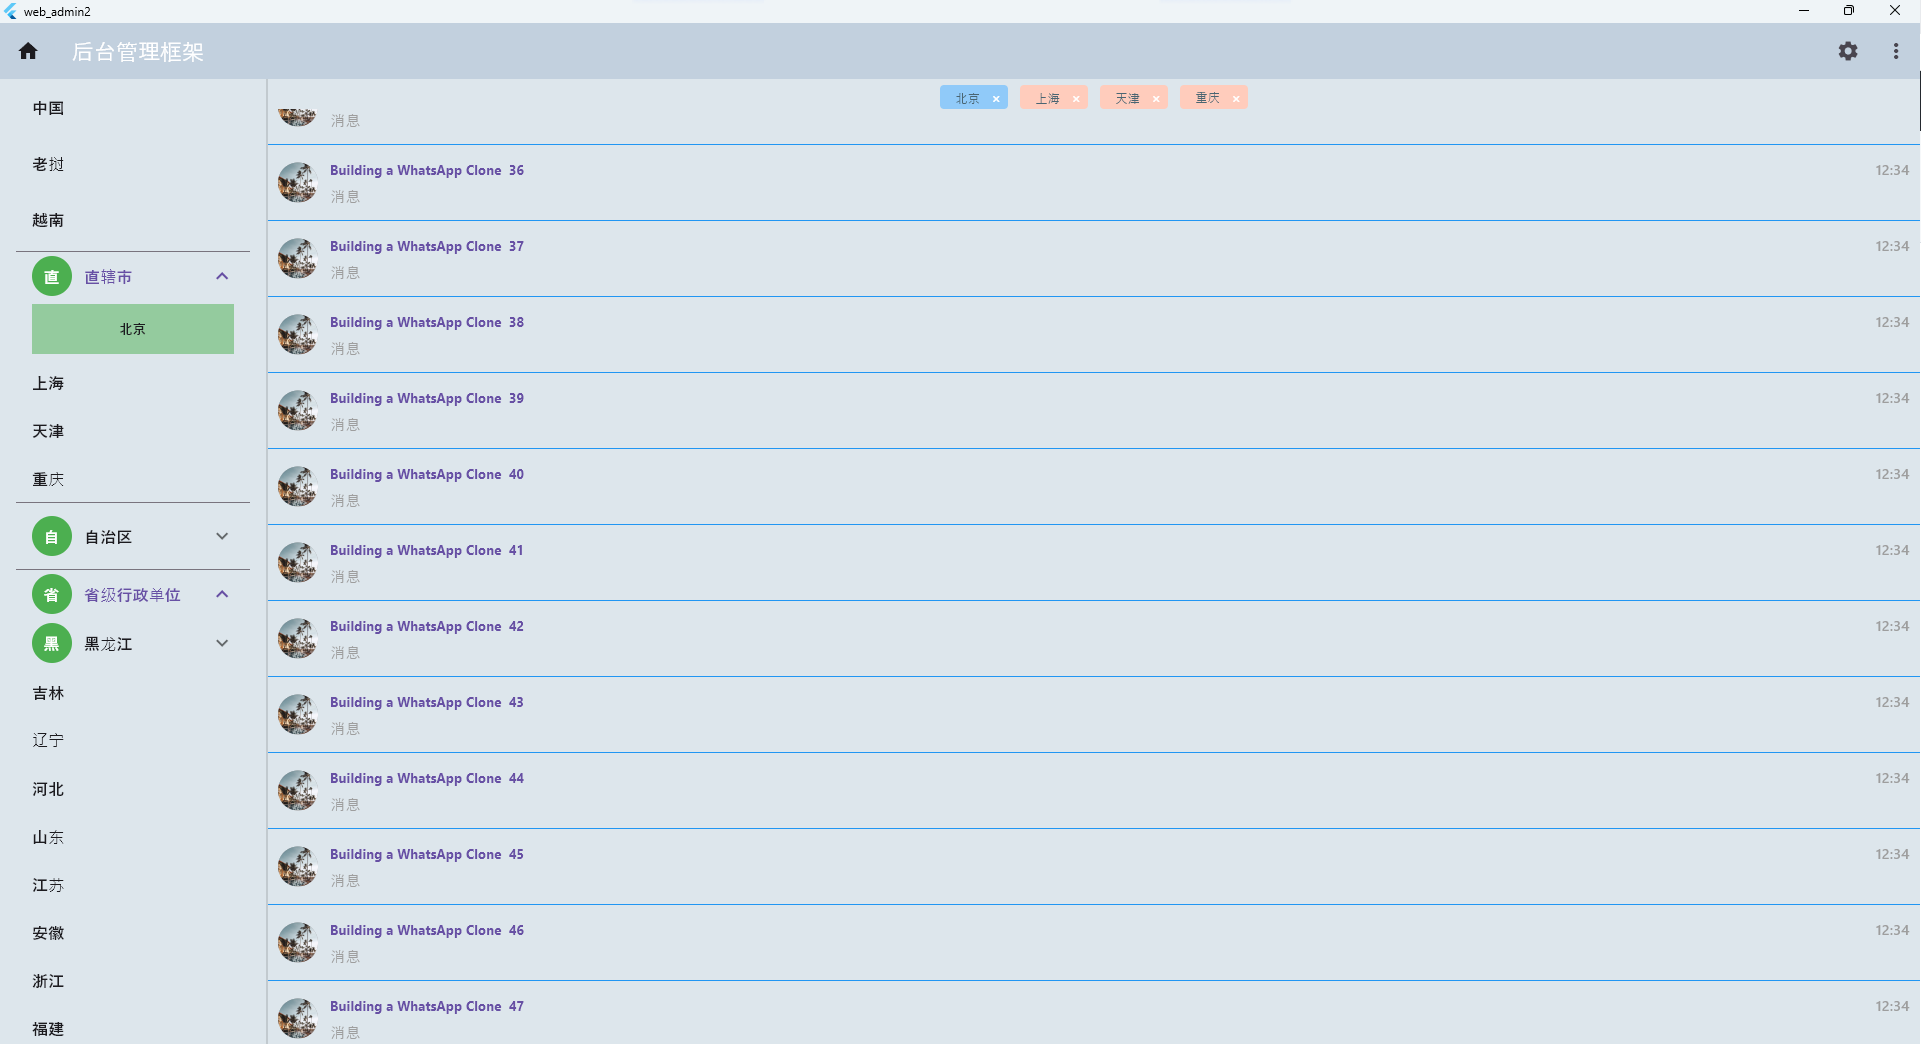 web_admin2
后台管理框架
中国
老挝
越南
直 直辖市
北京
上海
天津
重庆
自 自治区
省 省级行政单位
黑 黑龙江
吉林
辽宁
河北
山东
江苏
安徽
浙江
福建
北京 × 上海 × 天津 × 重庆 ×
消息
Building a WhatsApp Clone 36 12:34
消息
Building a WhatsApp Clone 37 12:34
消息
Building a WhatsApp Clone 38 12:34
消息
Building a WhatsApp Clone 39 12:34
消息
Building a WhatsApp Clone 40 12:34
消息
Building a WhatsApp Clone 41 12:34
消息
Building a WhatsApp Clone 42 12:34
消息
Building a WhatsApp Clone 43 12:34
消息
Building a WhatsApp Clone 44 12:34
消息
Building a WhatsApp Clone 45 12:34
消息
Building a WhatsApp Clone 46 12:34
消息
Building a WhatsApp Clone 47 12:34
消息